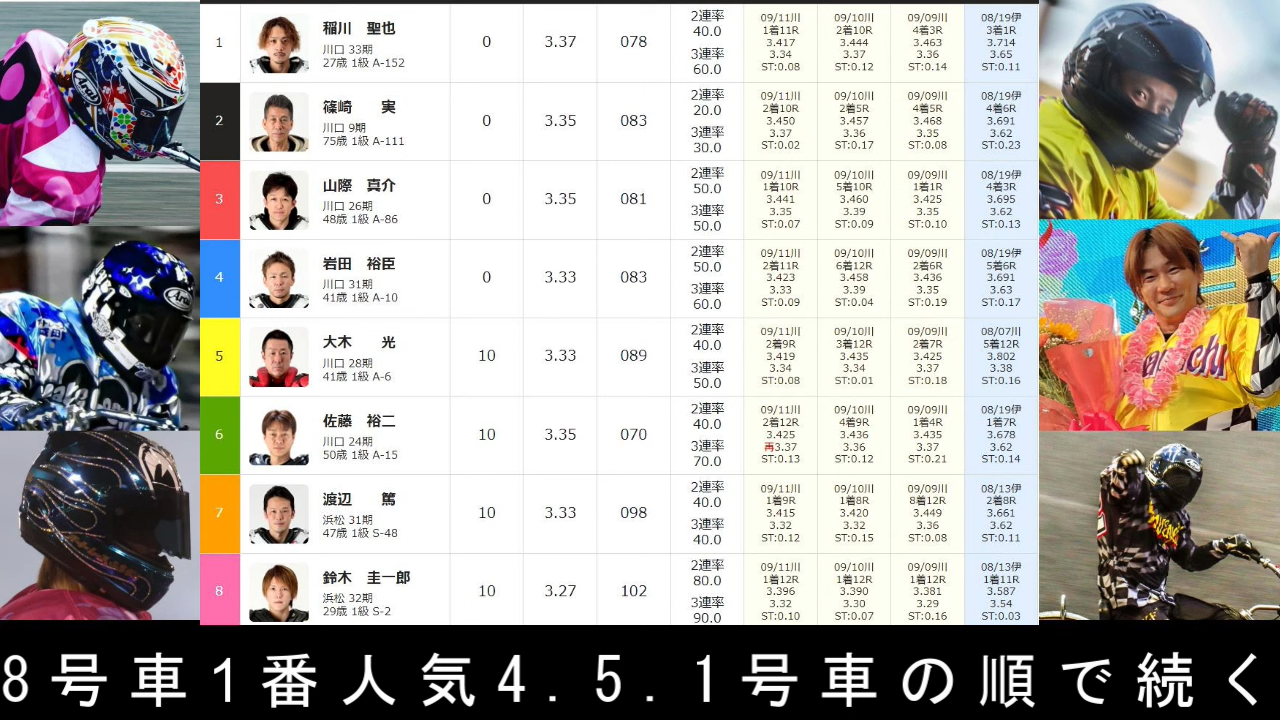 1 稲川 聖也 川口 33期 27歳 1級 A-152 0 3.37 078 2連率 40.0 3連率 60.0 09/11川 1着11R 3.417 3.34 ST:0.08 09/10川 2着10R 3.444 3.37 ST:0.12 09/09川 4着3R 3.463 3.36 ST:0.14 08/19伊 3着1R 3.714 3.65 ST:0.11
2 篠崎 実 川口 9期 75歳 1級 A-111 0 3.35 083 2連率 20.0 3連率 30.0 09/11川 2着10R 3.450 3.37 ST:0.02 09/10川 2着5R 3.457 3.36 ST:0.17 09/09川 4着5R 3.468 3.35 ST:0.08 08/19伊 4着6R 3.691 3.62 ST:0.23
3 山際 真介 川口 26期 48歳 1級 A-86 0 3.35 081 2連率 50.0 3連率 50.0 09/11川 1着10R 3.441 3.35 ST:0.07 09/10川 5着10R 3.460 3.39 ST:0.09 09/09川 1着1R 3.425 3.35 ST:0.10 08/19伊 6着3R 3.695 3.62 ST:0.13
4 岩田 裕臣 川口 31期 41歳 1級 A-10 0 3.33 083 2連率 50.0 3連率 60.0 09/11川 2着11R 3.423 3.33 ST:0.09 09/10川 6着12R 3.458 3.39 ST:0.04 09/09川 2着6R 3.436 3.35 ST:0.19 08/19伊 5着6R 3.691 3.63 ST:0.17
5 大木 光 川口 28期 41歳 1級 A-6 10 3.33 089 2連率 40.0 3連率 50.0 09/11川 2着9R 3.419 3.34 ST:0.08 09/10川 3着12R 3.435 3.34 ST:0.01 09/09川 2着7R 3.425 3.37 ST:0.18 08/07川 8着12R 3.802 3.38 ST:0.16
6 佐藤 裕二 川口 24期 50歳 1級 A-15 10 3.35 070 2連率 40.0 3連率 70.0 09/11川 2着12R 3.425 再3.37 ST:0.13 09/10川 4着9R 3.436 3.36 ST:0.12 09/09川 1着4R 3.435 3.37 ST:0.21 08/19伊 1着7R 3.678 3.62 ST:0.14
7 渡辺 篤 浜松 31期 47歳 1級 S-48 10 3.33 098 2連率 40.0 3連率 40.0 09/11川 1着9R 3.415 3.32 ST:0.12 09/10川 1着8R 3.420 3.32 ST:0.15 09/09川 8着12R 3.449 3.36 ST:0.08 08/13伊 2着8R 3.661 3.62 ST:0.11
8 鈴木 圭一郎 浜松 32期 29歳 1級 S-2 10 3.27 102 2連率 80.0 3連率 90.0 09/11川 1着12R 3.396 3.32 ST:0.10 09/10川 1着12R 3.390 3.30 ST:0.07 09/09川 1着12R 3.381 3.29 ST:0.16 08/13伊 1着11R 3.587 3.54 ST:0.03
8号車1番人気4.5.1号車の順で続く